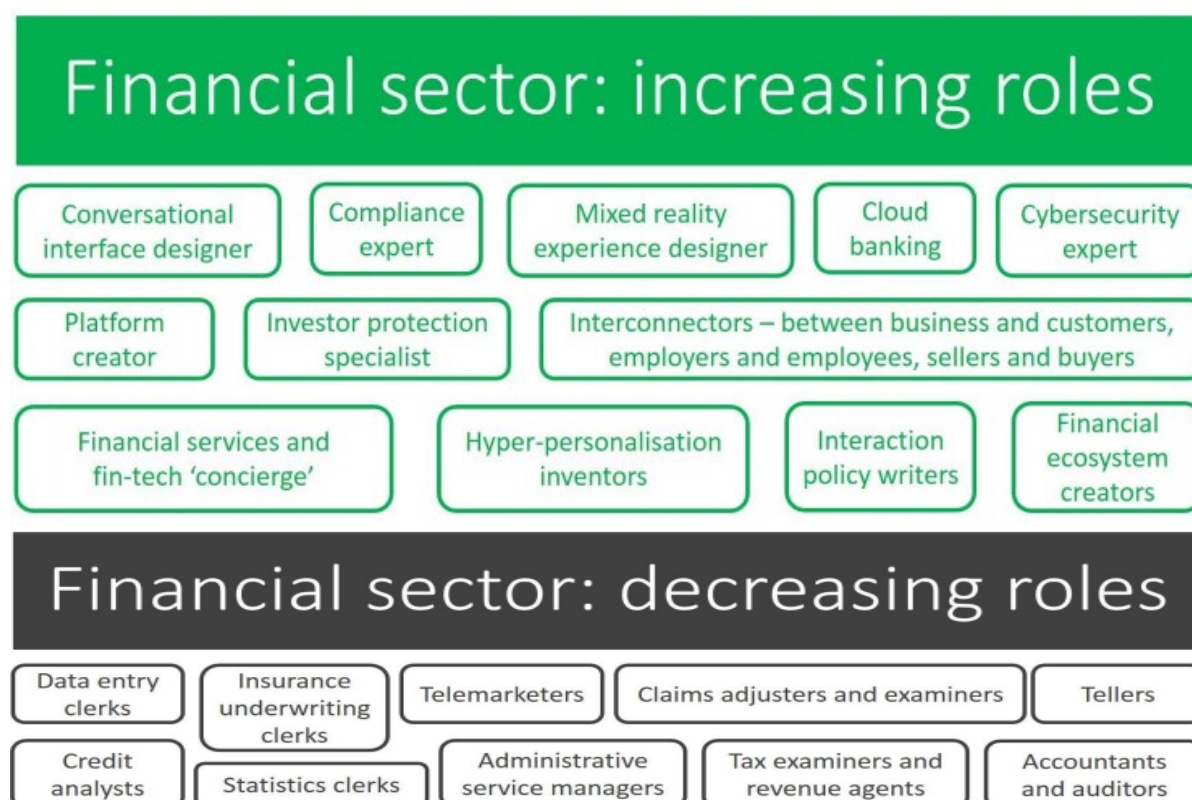 Financial sector: increasing roles
Conversational
interface designer
Compliance
expert
Mixed reality
experience designer
Cloud
banking
Cybersecurity
expert
Platform
creator
Investor protection
specialist
Interconnectors – between business and customers,
employers and employees, sellers and buyers
Financial services and
fin-tech ‘concierge’
Hyper-personalisation
inventors
Interaction
policy writers
Financial
ecosystem
creators
Financial sector: decreasing roles
Data entry
clerks
Insurance
underwriting
clerks
Telemarketers
Claims adjusters and examiners
Tellers
Credit
analysts
Statistics clerks
Administrative
service managers
Tax examiners and
revenue agents
Accountants
and auditors